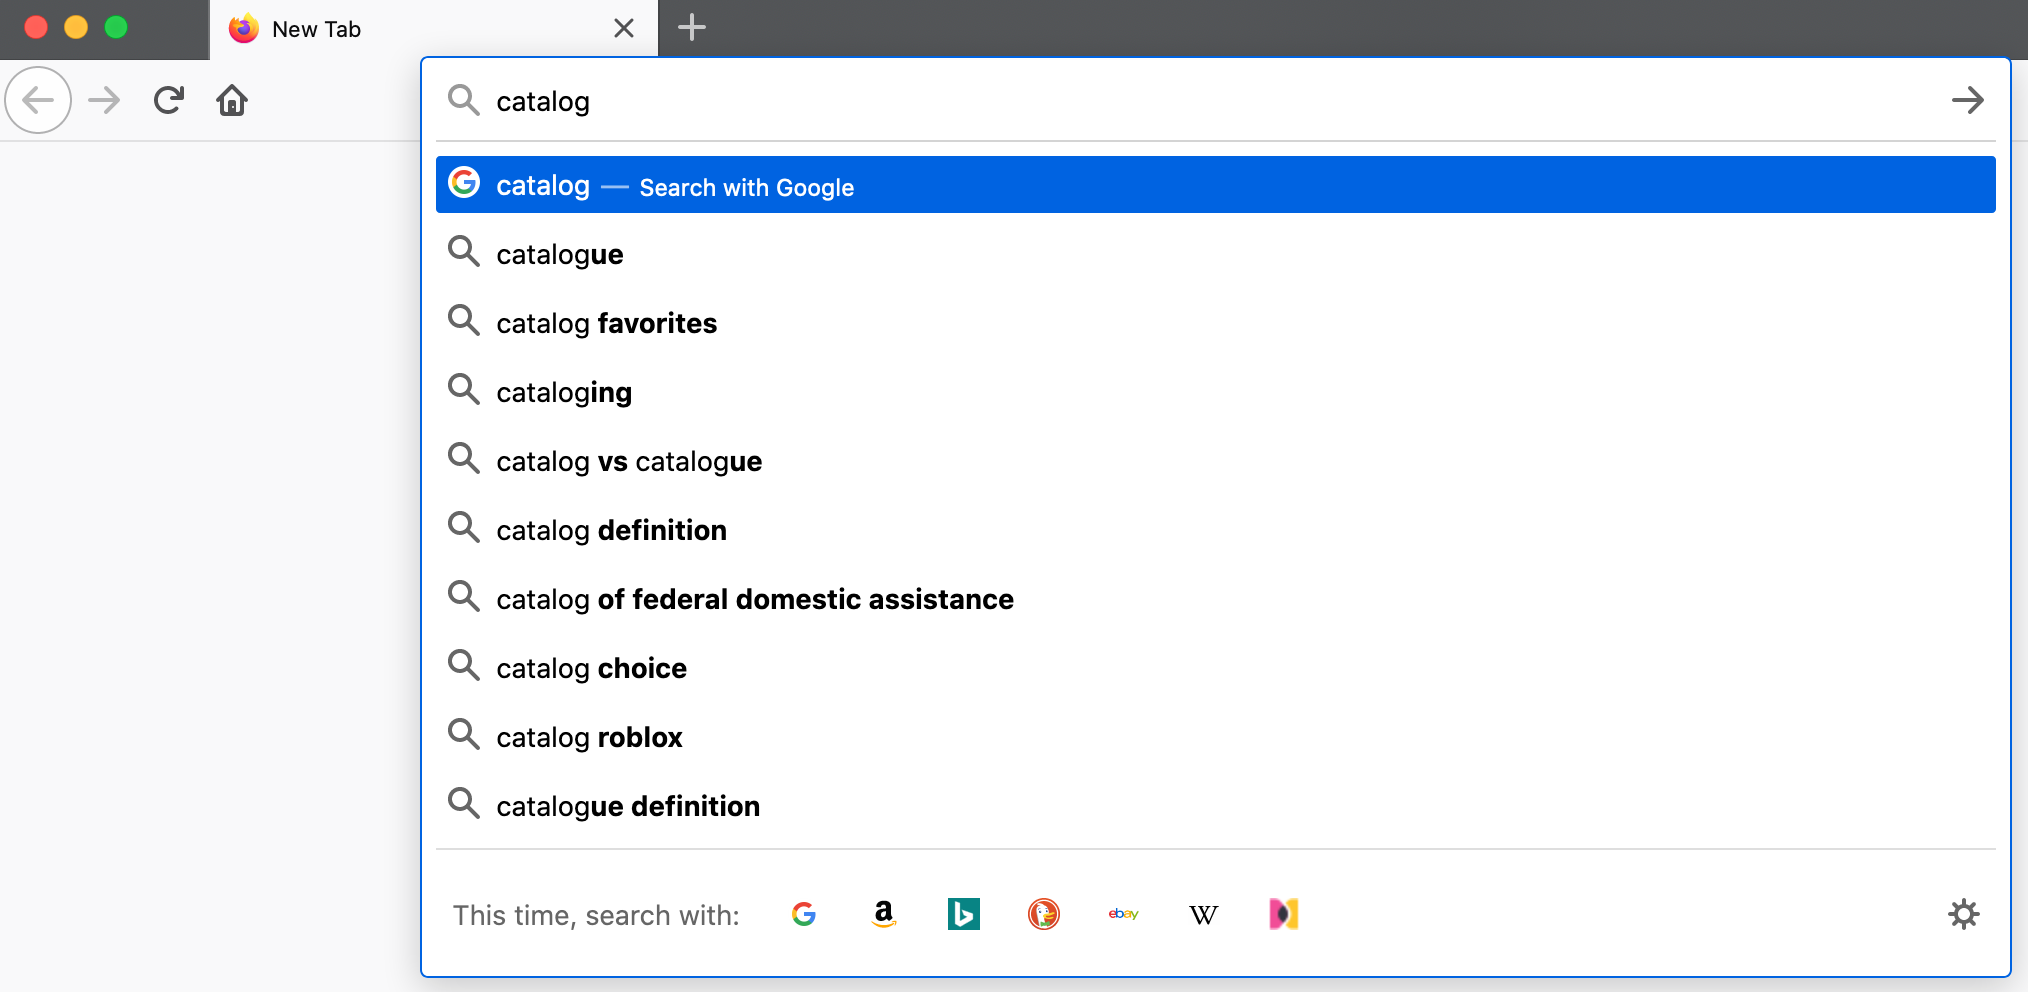 New Tab
catalog
catalog — Search with Google
catalogue
catalog favorites
cataloging
catalog vs catalogue
catalog definition
catalog of federal domestic assistance
catalog choice
catalog roblox
catalogue definition
This time, search with: G a b ebay W